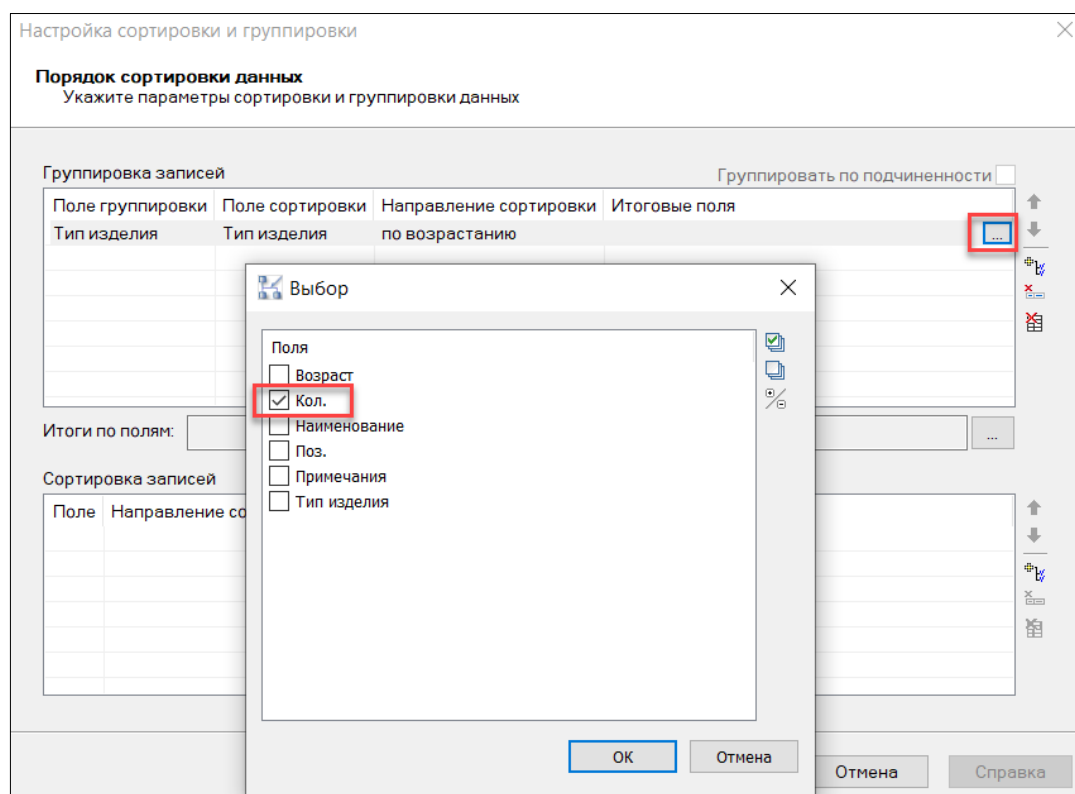 Настройка сортировки и группировки
Порядок сортировки данных
Укажите параметры сортировки и группировки данных
Группировка записей
Группировать по подчиненности
Поле группировки Поле сортировки Направление сортировки Итоговые поля
Тип изделия Тип изделия по возрастанию ...
Выбор
Поля
Возраст
Кол.
Наименование
Поз.
Примечания
Тип изделия
ОК Отмена
Итоги по полям: ...
Сортировка записей
Поле Направление со
Отмена Справка